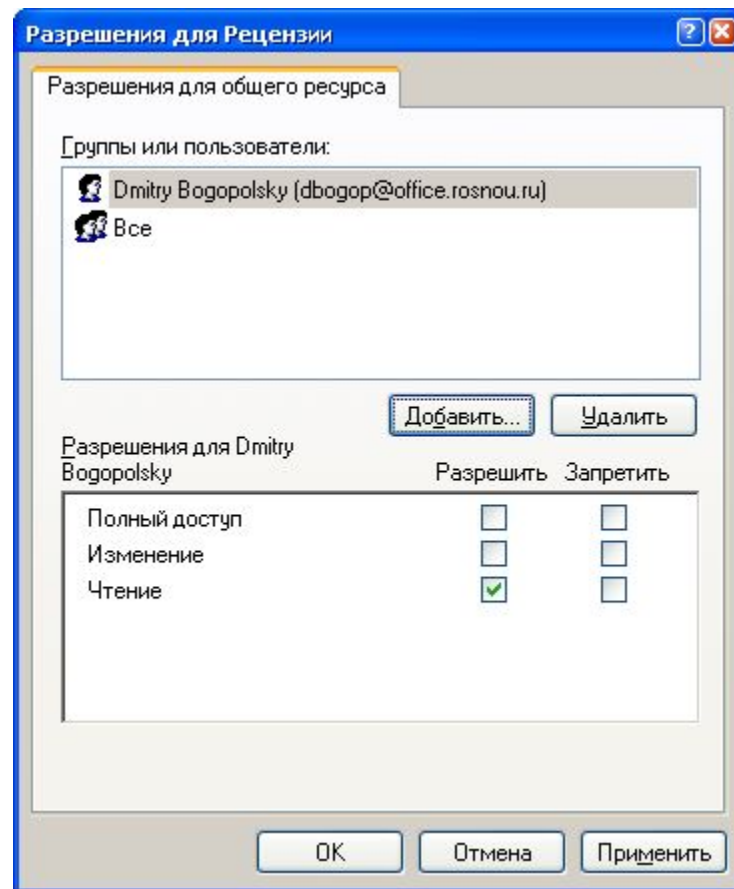 Разрешения для Рецензии
Разрешения для общего ресурса
Группы или пользователи:
Dmitry Bogopolsky (dbogop@office.rosnou.ru)
Все
Добавить... Удалить
Разрешения для Dmitry
Bogopolsky Разрешить Запретить
Полный доступ
Изменение
Чтение
OK Отмена Применить